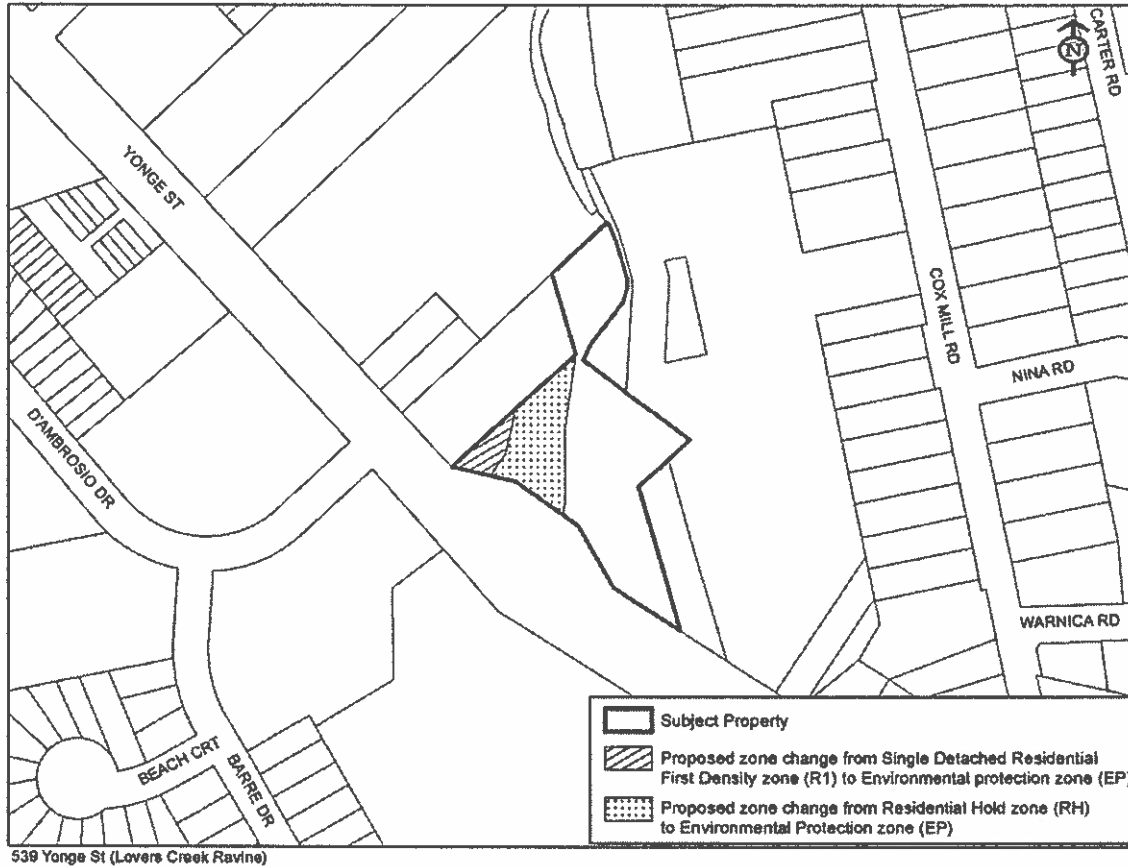 CARTER RD
N
YONGE ST
COX MILL RD
NINA RD
D'AMBROSIO DR
WARNICA RD
BEACH CRT
BARRE DR
Subject Property
Proposed zone change from Single Detached Residential
First Density zone (R1) to Environmental protection zone (EP)
Proposed zone change from Residential Hold zone (RH)
to Environmental Protection zone (EP)
539 Yonge St (Lovers Creek Ravine)